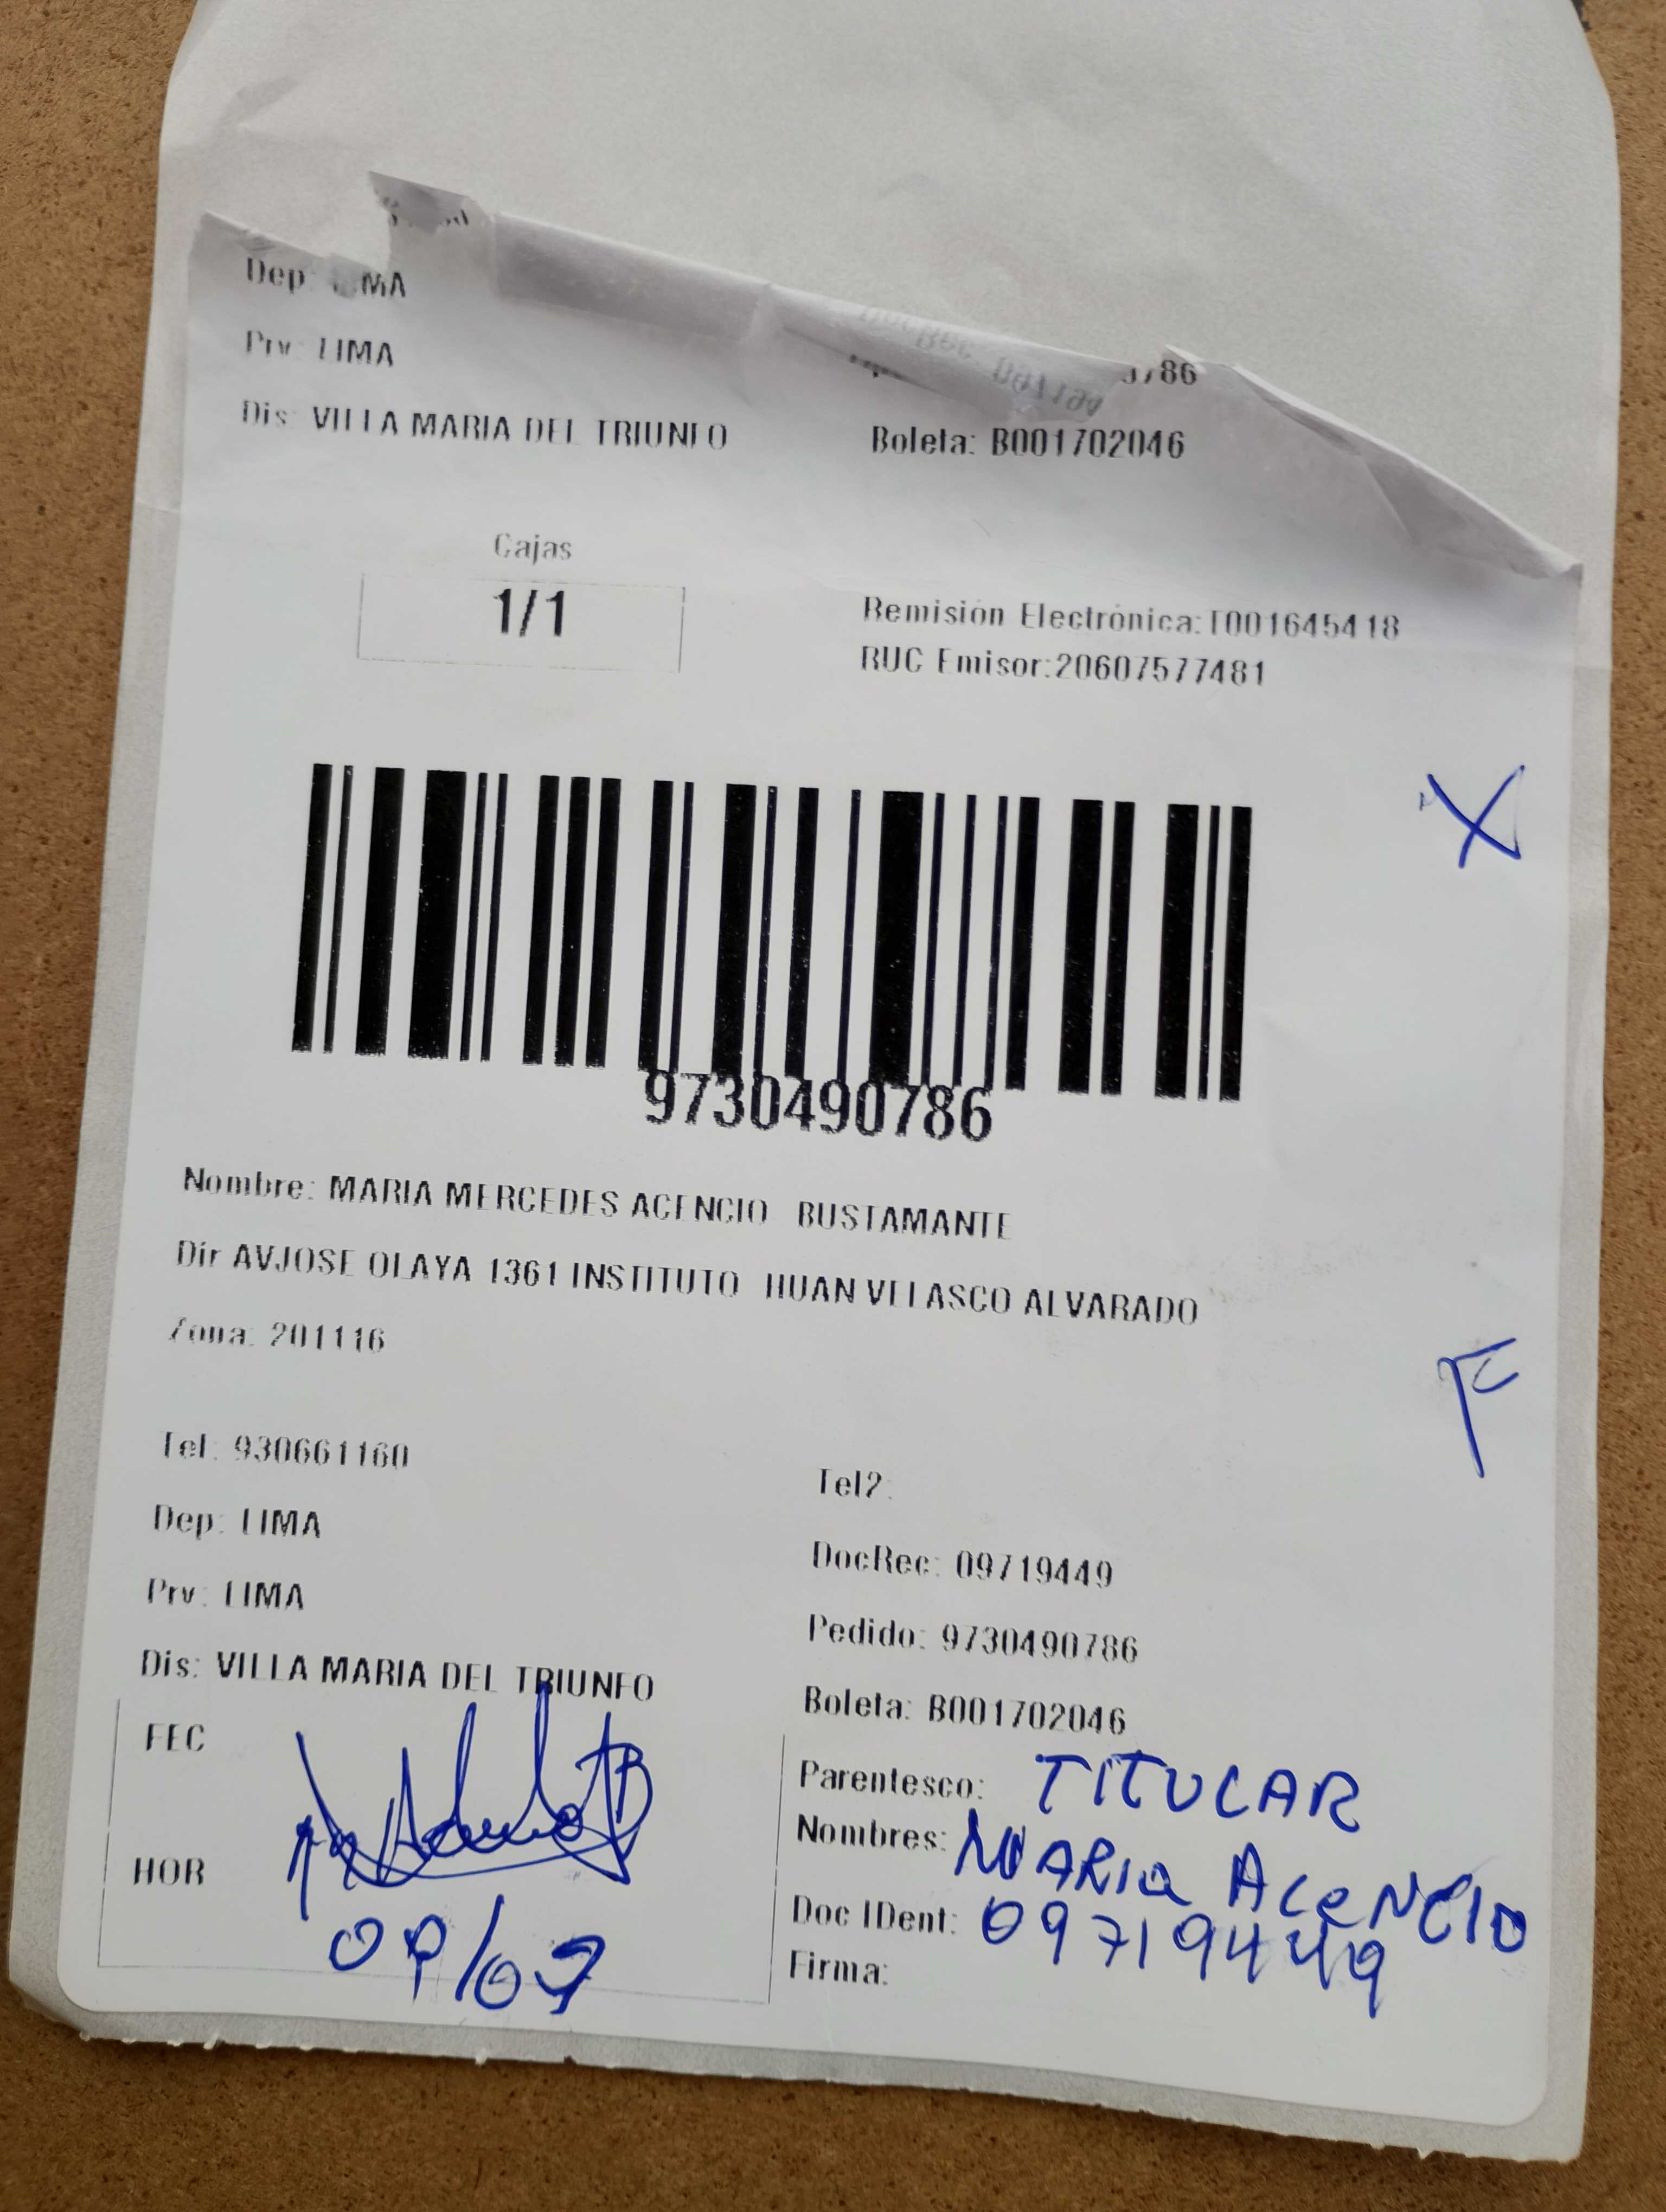 Dep: LIMA
Prv: LIMA
Dis: VILLA MARIA DEL TRIUNFO
Boleta: B001702046
Cajas
1/1
Remisión Electrónica:T001645418
RUC Emisor:20607577481
X
9730490786
Nombre: MARIA MERCEDES ACENCIO BUSTAMANTE
Dir AVJOSE OLAYA 1361 INSTITUTO HUAN VELASCO ALVARADO
Zona: 201116
F
Tel: 930661160
Tel2:
Dep: LIMA
DocRec: 09719449
Prv: LIMA
Pedido: 9730490786
Dis: VILLA MARIA DEL TRIUNFO
Boleta: B001702046
FEC
Parentesco: TITULAR
Nombres: MARIA ACENCIO
HOR
Doc IDent: 09719449
Firma: